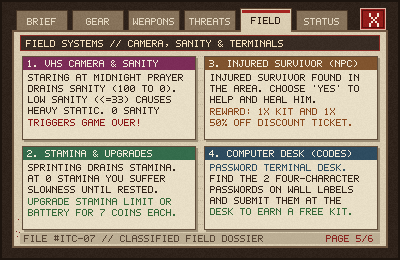 BRIEF GEAR WEAPONS THREATS FIELD STATUS X
FIELD SYSTEMS // CAMERA, SANITY & TERMINALS
1. VHS CAMERA & SANITY
STARING AT MIDNIGHT PRAYER
DRAINS SANITY (100 TO 0).
LOW SANITY (<=33) CAUSES
HEAVY STATIC. 0 SANITY
TRIGGERS GAME OVER!
3. INJURED SURVIVOR (NPC)
INJURED SURVIVOR FOUND IN
THE AREA. CHOOSE 'YES' TO
HELP AND HEAL HIM.
REWARD: 1X KIT AND 1X
50% OFF DISCOUNT TICKET.
2. STAMINA & UPGRADES
SPRINTING DRAINS STAMINA.
AT 0 STAMINA YOU SUFFER
SLOWNESS UNTIL RESTED.
UPGRADE STAMINA LIMIT OR
BATTERY FOR 7 COINS EACH.
4. COMPUTER DESK (CODES)
PASSWORD TERMINAL DESK.
FIND THE 2 FOUR-CHARACTER
PASSWORDS ON WALL LABELS
AND SUBMIT THEM AT THE
DESK TO EARN A FREE KIT.
FILE #ITC-07 // CLASSIFIED FIELD DOSSIER PAGE 5/6